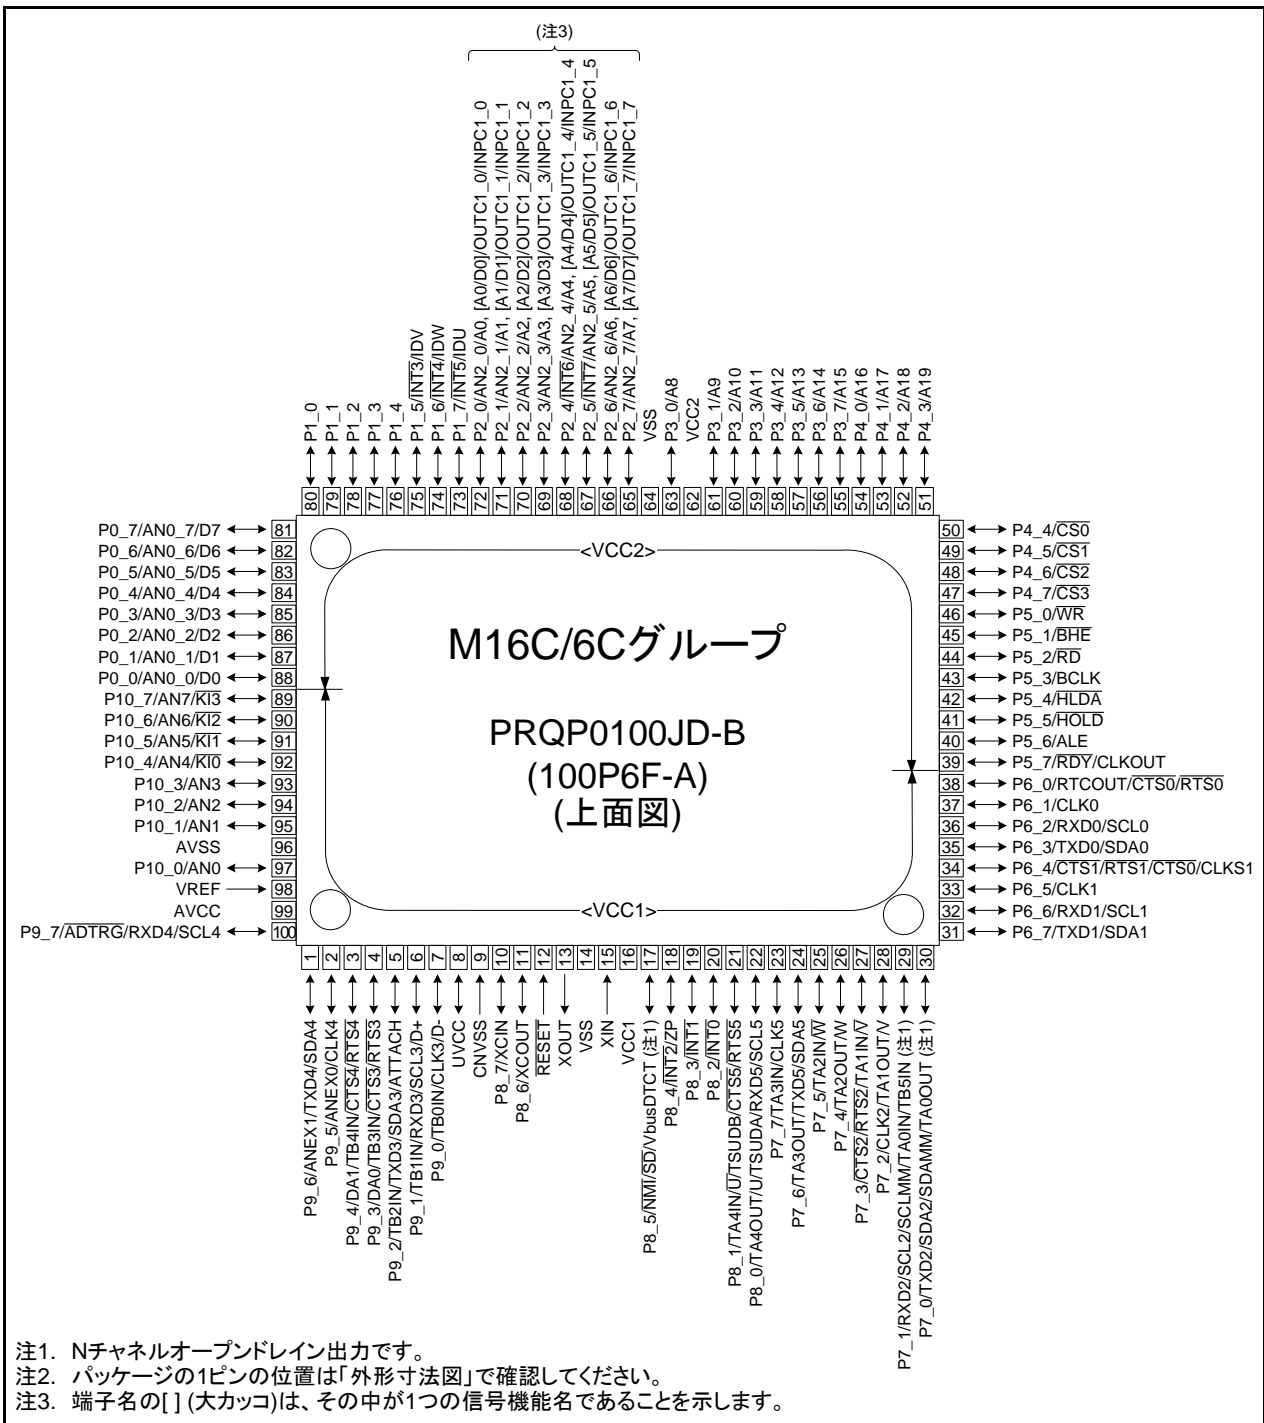 (注3)
P1_0
P1_1
P1_2
P1_3
P1_4
P1_5/INT3/IDV
P1_6/INT4/IDW
P1_7/INT5/IDU
P2_0/AN2_0/A0, [A0/D0]/OUTC1_0/INPC1_0
P2_1/AN2_1/A1, [A1/D1]/OUTC1_1/INPC1_1
P2_2/AN2_2/A2, [A2/D2]/OUTC1_2/INPC1_2
P2_3/AN2_3/A3, [A3/D3]/OUTC1_3/INPC1_3
P2_4/INT6/AN2_4/A4, [A4/D4]/OUTC1_4/INPC1_4
P2_5/INT7/AN2_5/A5, [A5/D5]/OUTC1_5/INPC1_5
P2_6/AN2_6/A6, [A6/D6]/OUTC1_6/INPC1_6
P2_7/AN2_7/A7, [A7/D7]/OUTC1_7/INPC1_7
VSS
P3_0/A8
VCC2
P3_1/A9
P3_2/A10
P3_3/A11
P3_4/A12
P3_5/A13
P3_6/A14
P3_7/A15
P4_0/A16
P4_1/A17
P4_2/A18
P4_3/A19
80 79 78 77 76 75 74 73 72 71 70 69 68 67 66 65 64 63 62 61 60 59 58 57 56 55 54 53 52 51
P0_7/AN0_7/D7 81
P0_6/AN0_6/D6 82
P0_5/AN0_5/D5 83
P0_4/AN0_4/D4 84
P0_3/AN0_3/D3 85
P0_2/AN0_2/D2 86
P0_1/AN0_1/D1 87
P0_0/AN0_0/D0 88
P10_7/AN7/KI3 89
P10_6/AN6/KI2 90
P10_5/AN5/KI1 91
P10_4/AN4/KI0 92
P10_3/AN3 93
P10_2/AN2 94
P10_1/AN1 95
AVSS 96
P10_0/AN0 97
VREF 98
AVCC 99
P9_7/ADTRG/RXD4/SCL4 100
<VCC2>
M16C/6Cグループ
PRQP0100JD-B
(100P6F-A)
(上面図)
<VCC1>
50 P4_4/CS0
49 P4_5/CS1
48 P4_6/CS2
47 P4_7/CS3
46 P5_0/WR
45 P5_1/BHE
44 P5_2/RD
43 P5_3/BCLK
42 P5_4/HLDA
41 P5_5/HOLD
40 P5_6/ALE
39 P5_7/RDY/CLKOUT
38 P6_0/RTCOUT/CTS0/RTS0
37 P6_1/CLK0
36 P6_2/RXD0/SCL0
35 P6_3/TXD0/SDA0
34 P6_4/CTS1/RTS1/CTS0/CLKS1
33 P6_5/CLK1
32 P6_6/RXD1/SCL1
31 P6_7/TXD1/SDA1
1 2 3 4 5 6 7 8 9 10 11 12 13 14 15 16 17 18 19 20 21 22 23 24 25 26 27 28 29 30
P9_6/ANEX1/TXD4/SDA4
P9_5/ANEX0/CLK4
P9_4/DA1/TB4IN/CTS4/RTS4
P9_3/DA0/TB3IN/CTS3/RTS3
P9_2/TB2IN/TXD3/SDA3/ATTACH
P9_1/TB1IN/RXD3/SCL3/D+
P9_0/TB0IN/CLK3/D-
UVCC
CNVSS
P8_7/XCIN
P8_6/XCOUT
RESET
XOUT
VSS
XIN
VCC1
P8_5/NMI/SD/VbusDTCT (注1)
P8_4/INT2/ZP
P8_3/INT1
P8_2/INT0
P8_1/TA4IN/U/TSUDB/CTS5/RTS5
P8_0/TA4OUT/U/TSUDA/RXD5/SCL5
P7_7/TA3IN/CLK5
P7_6/TA3OUT/TXD5/SDA5
P7_5/TA2IN/W
P7_4/TA2OUT/W
P7_3/CTS2/RTS2/TA1IN/V
P7_2/CLK2/TA1OUT/V
P7_1/RXD2/SCL2/SCLMM/TA0IN/TB5IN (注1)
P7_0/TXD2/SDA2/SDAMM/TA0OUT (注1)
注1. Nチャネルオープンドレイン出力です。
注2. パッケージの1ピンの位置は「外形寸法図」で確認してください。
注3. 端子名の[ ] (大カッコ)は、その中が1つの信号機能名であることを示します。